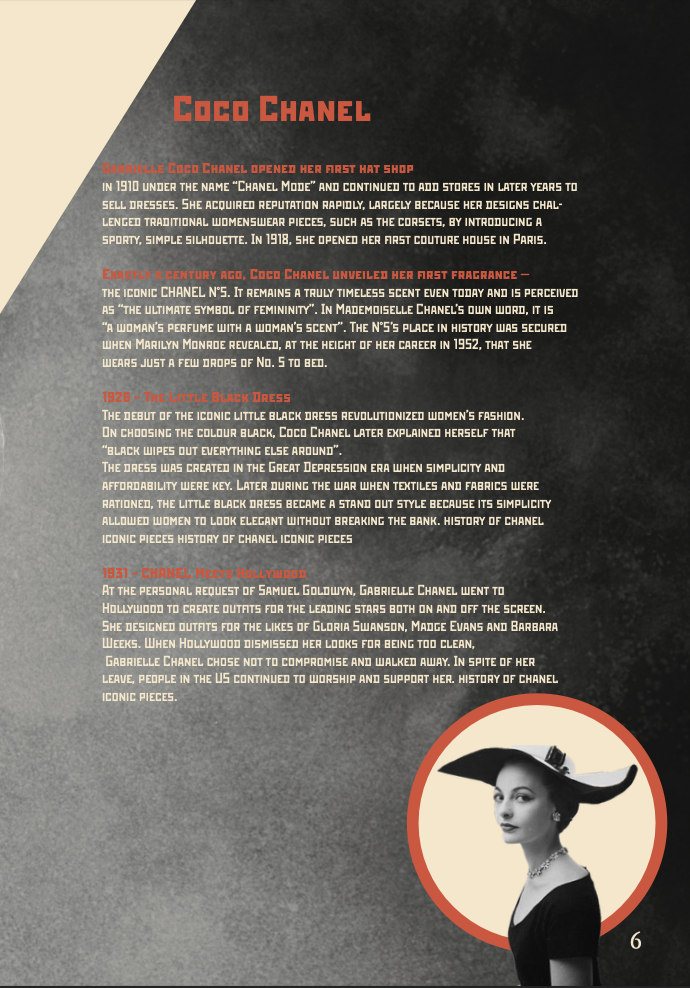 Coco Chanel
Gabrielle Coco Chanel opened her first hat shop
in 1910 under the name “Chanel Mode” and continued to add stores in later years to
sell dresses. She acquired reputation rapidly, largely because her designs chal-
lenged traditional womenswear pieces, such as the corsets, by introducing a
sporty, simple silhouette. In 1918, she opened her first couture house in Paris.
Exactly a century ago, Coco Chanel unveiled her first fragrance –
the iconic CHANEL N°5. It remains a truly timeless scent even today and is perceived
as “the ultimate symbol of femininity”. In Mademoiselle Chanel’s own word, it is
“a woman’s perfume with a woman’s scent”. The N°5’s place in history was secured
when Marilyn Monroe revealed, at the height of her career in 1952, that she
wears just a few drops of No. 5 to bed.
1926 - The Little Black Dress
The debut of the iconic little black dress revolutionized women’s fashion.
On choosing the colour black, Coco Chanel later explained herself that
“black wipes out everything else around”.
The dress was created in the Great Depression era when simplicity and
affordability were key. Later during the war when textiles and fabrics were
rationed, the little black dress became a stand out style because its simplicity
allowed women to look elegant without breaking the bank. history of chanel
iconic pieces history of chanel iconic pieces
1931 - CHANEL Meets Hollywood
At the personal request of Samuel Goldwyn, Gabrielle Chanel went to
Hollywood to create outfits for the leading stars both on and off the screen.
She designed outfits for the likes of Gloria Swanson, Madge Evans and Barbara
Weeks. When Hollywood dismissed her looks for being too clean,
Gabrielle Chanel chose not to compromise and walked away. In spite of her
leave, people in the US continued to worship and support her. history of chanel
iconic pieces.
6